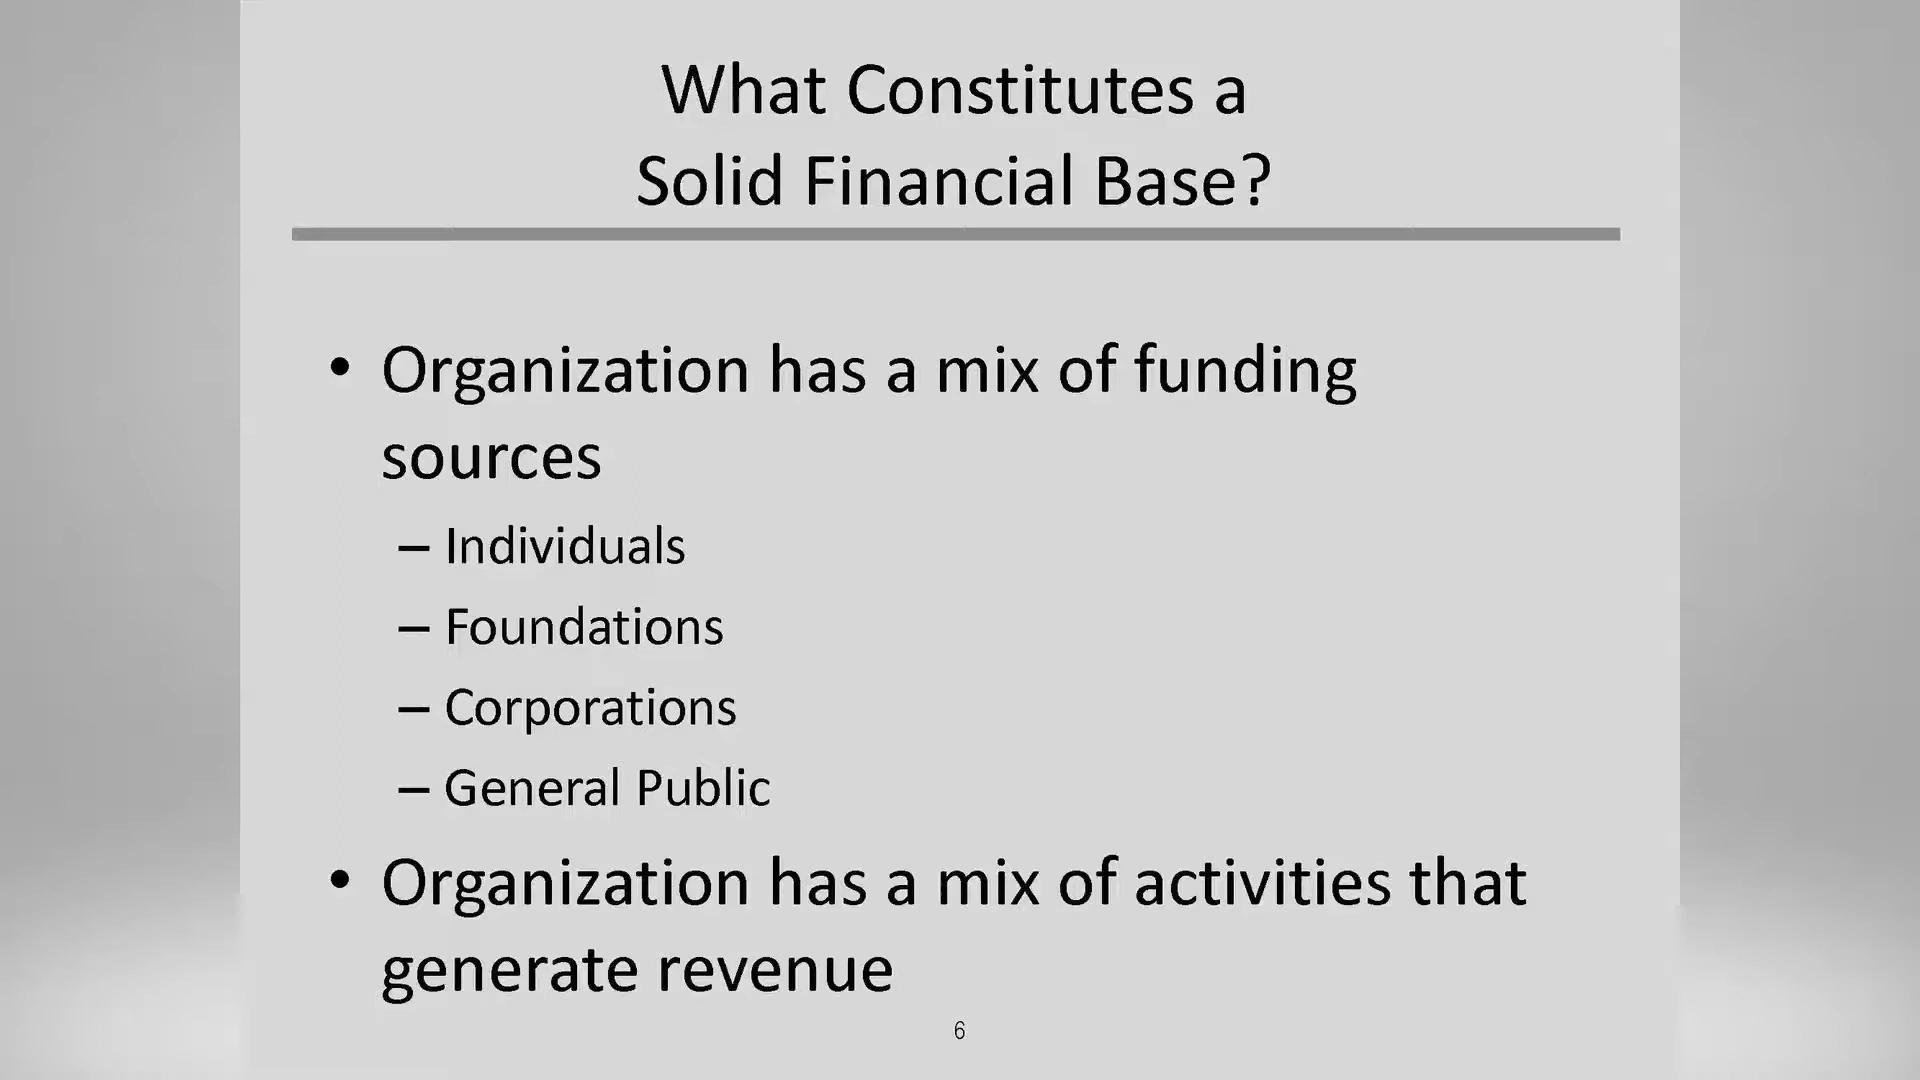 What Constitutes a
Solid Financial Base?
• Organization has a mix of funding
sources
– Individuals
– Foundations
– Corporations
– General Public
• Organization has a mix of activities that
generate revenue
6